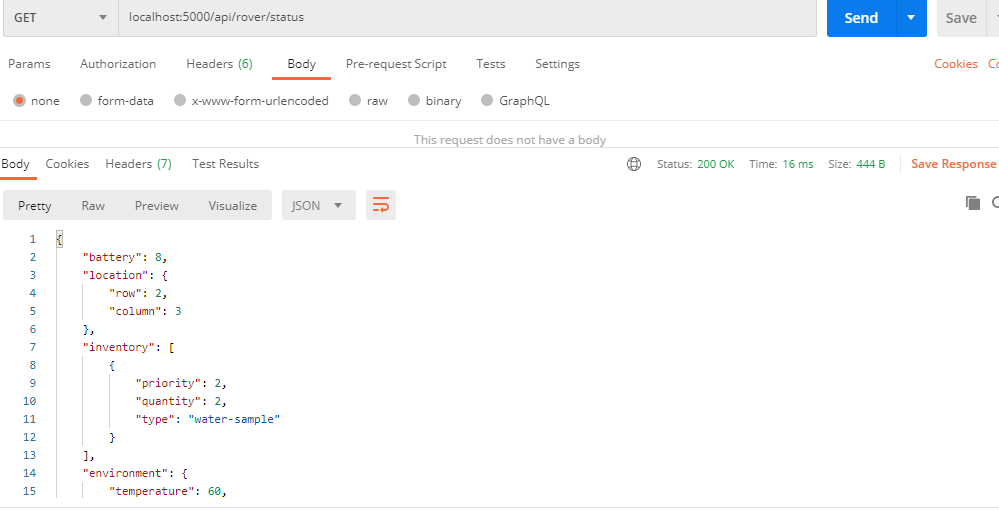 GET localhost:5000/api/rover/status Send Save
Params Authorization Headers (6) Body Pre-request Script Tests Settings Cookies
none form-data x-www-form-urlencoded raw binary GraphQL
This request does not have a body
Body Cookies Headers (7) Test Results Status: 200 OK Time: 16 ms Size: 444 B Save Response
Pretty Raw Preview Visualize JSON
1 {
2 "battery": 8,
3 "location": {
4 "row": 2,
5 "column": 3
6 },
7 "inventory": [
8 {
9 "priority": 2,
10 "quantity": 2,
11 "type": "water-sample"
12 }
13 ],
14 "environment": {
15 "temperature": 60,